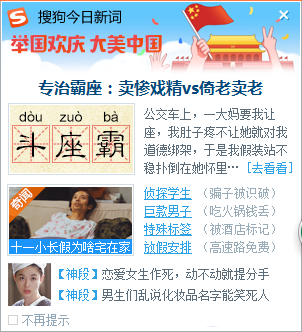 搜狗今日新词
举国欢庆 大美中国
专治霸座：卖惨戏精vs倚老卖老
dòu zuò bà
斗座霸
公交车上，一大妈要我让
座，我肚子疼不让她就对我
道德绑架，于是我假装站不
稳扑倒在她怀里… [去看看]
奇闻
十一小长假为啥宅在家
侦探学生 （骗子被识破）
巨款男子 （吃火锅钱丢）
特殊标签 （被酒店标记）
放假安排 （高速路免费）
【神段】恋爱女生作死，动不动就提分手
【神段】男生们乱说化妆品名字能笑死人
不再提示